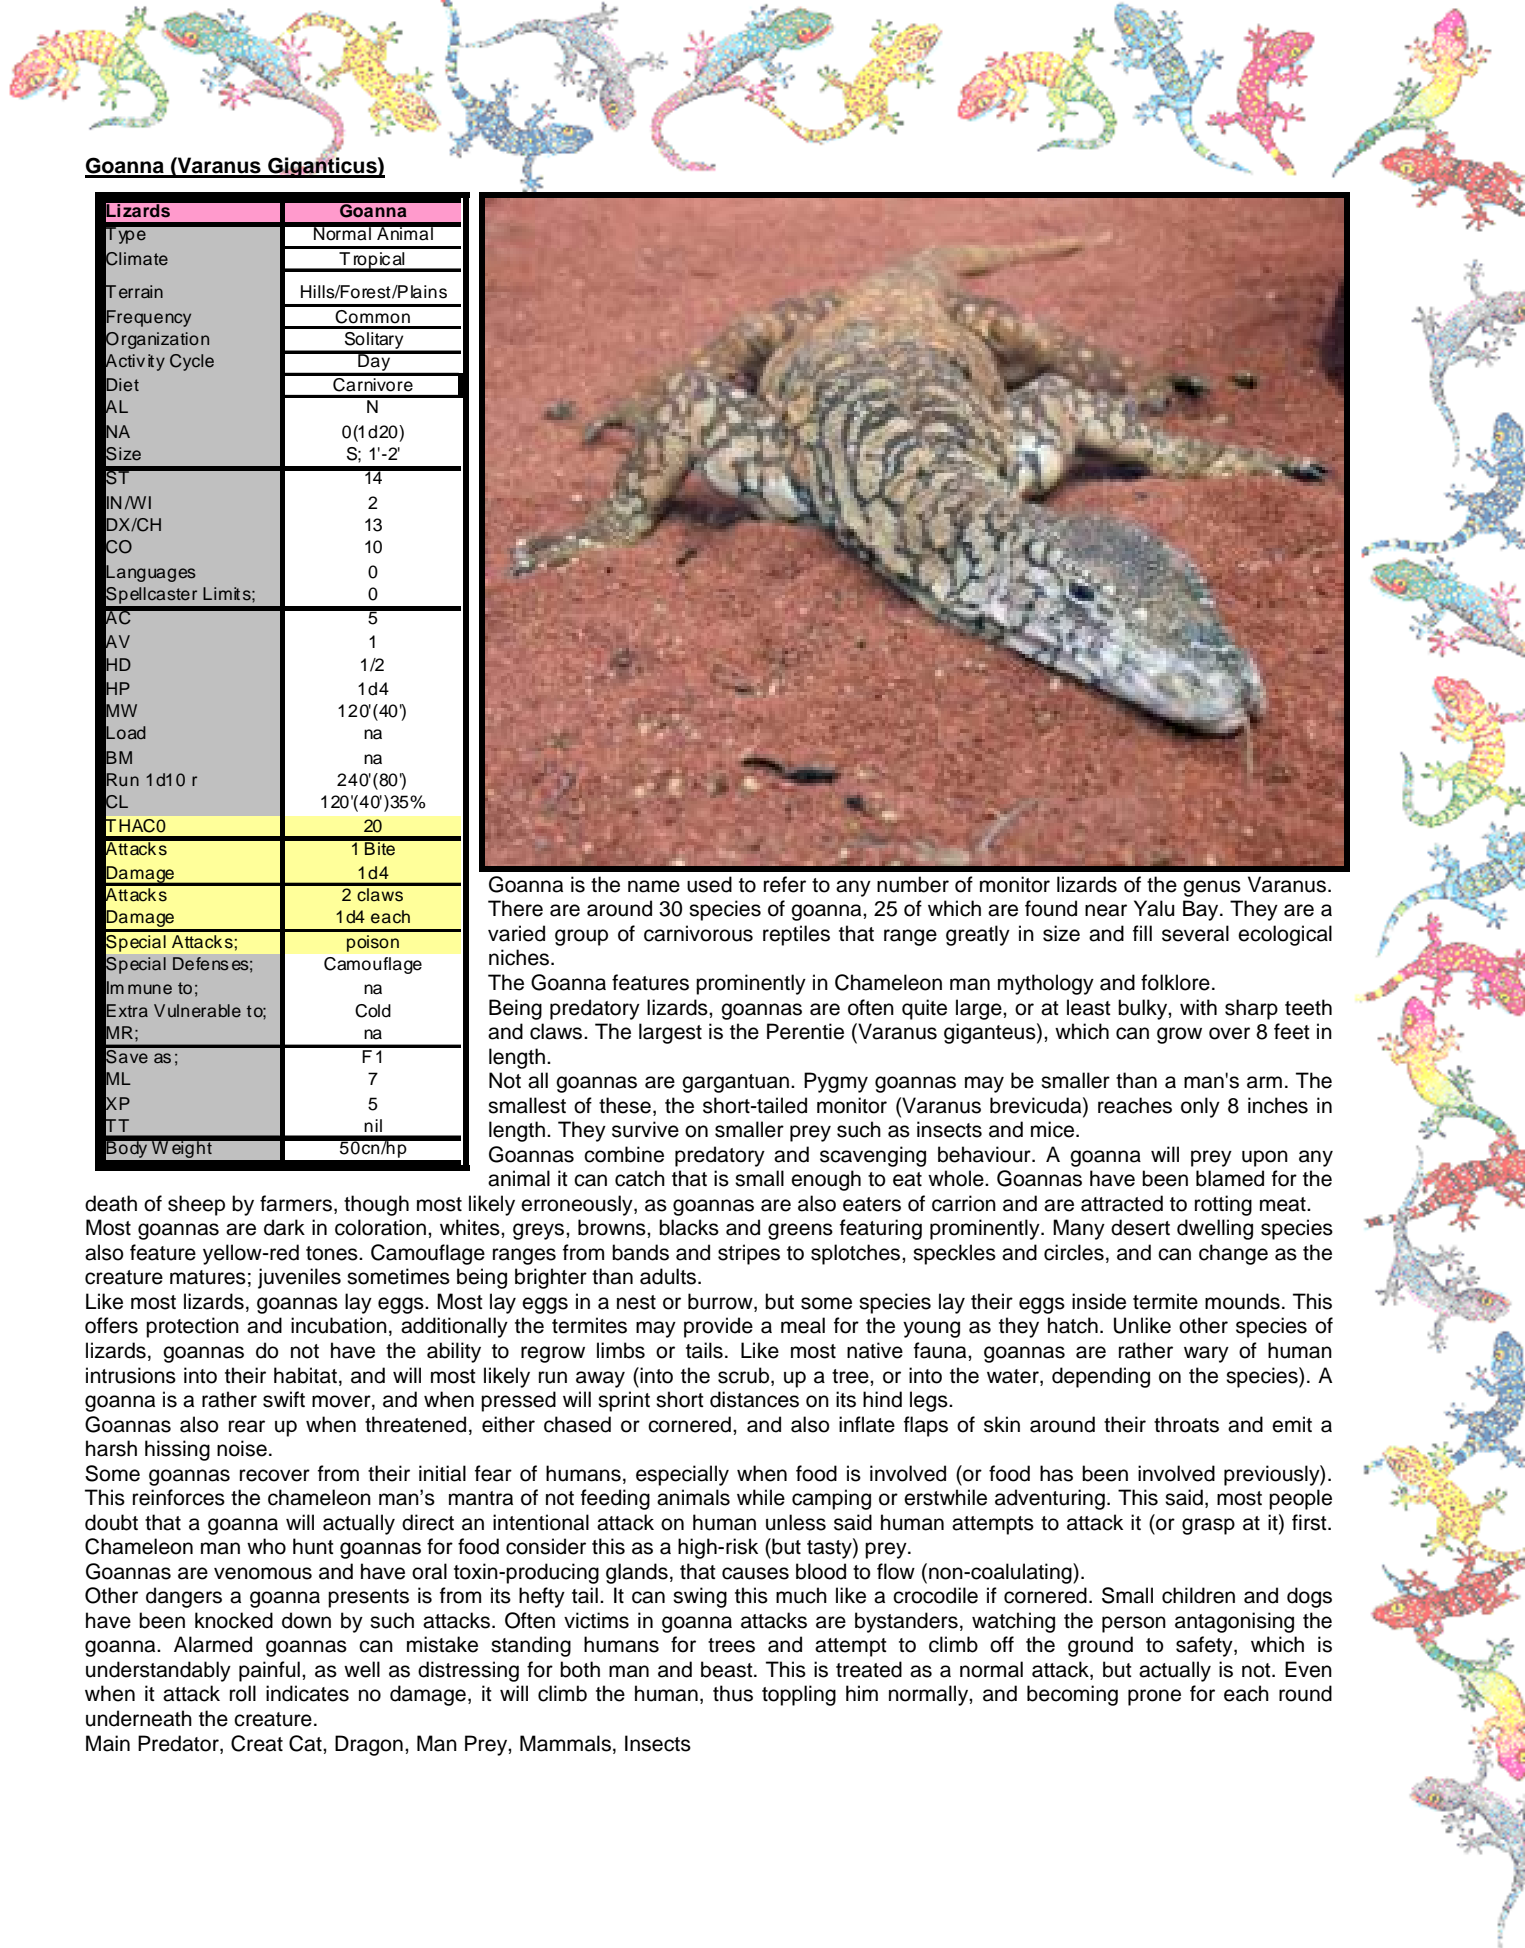 Goanna (Varanus Giganticus)
Lizards Goanna
Type Normal Animal
Climate Tropical
Terrain Hills/Forest/Plains
Frequency Common
Organization Solitary
Activity Cycle Day
Diet Carnivore
AL N
NA 0(1d20)
Size S; 1'-2'
ST 14
IN/WI 2
DX/CH 13
CO 10
Languages 0
Spellcaster Limits; 0
AC 5
AV 1
HD 1/2
HP 1d4
MW 120'(40')
Load na
BM na
Run 1d10 r 240'(80')
CL 120'(40')35%
THAC0 20
Attacks 1 Bite
Damage 1d4
Attacks 2 claws
Damage 1d4 each
Special Attacks; poison
Special Defenses; Camouflage
Immune to; na
Extra Vulnerable to; Cold
MR; na
Save as; F1
ML 7
XP 5
TT nil
Body Weight 50cn/hp
Goanna is the name used to refer to any number of monitor lizards of the genus Varanus.
There are around 30 species of goanna, 25 of which are found near Yalu Bay. They are a
varied group of carnivorous reptiles that range greatly in size and fill several ecological
niches.
The Goanna features prominently in Chameleon man mythology and folklore.
Being predatory lizards, goannas are often quite large, or at least bulky, with sharp teeth
and claws. The largest is the Perentie (Varanus giganteus), which can grow over 8 feet in
length.
Not all goannas are gargantuan. Pygmy goannas may be smaller than a man's arm. The
smallest of these, the short-tailed monitor (Varanus brevicuda) reaches only 8 inches in
length. They survive on smaller prey such as insects and mice.
Goannas combine predatory and scavenging behaviour. A goanna will prey upon any
animal it can catch that is small enough to eat whole. Goannas have been blamed for the
death of sheep by farmers, though most likely erroneously, as goannas are also eaters of carrion and are attracted to rotting meat.
Most goannas are dark in coloration, whites, greys, browns, blacks and greens featuring prominently. Many desert dwelling species
also feature yellow-red tones. Camouflage ranges from bands and stripes to splotches, speckles and circles, and can change as the
creature matures; juveniles sometimes being brighter than adults.
Like most lizards, goannas lay eggs. Most lay eggs in a nest or burrow, but some species lay their eggs inside termite mounds. This
offers protection and incubation, additionally the termites may provide a meal for the young as they hatch. Unlike other species of
lizards, goannas do not have the ability to regrow limbs or tails. Like most native fauna, goannas are rather wary of human
intrusions into their habitat, and will most likely run away (into the scrub, up a tree, or into the water, depending on the species). A
goanna is a rather swift mover, and when pressed will sprint short distances on its hind legs.
Goannas also rear up when threatened, either chased or cornered, and also inflate flaps of skin around their throats and emit a
harsh hissing noise.
Some goannas recover from their initial fear of humans, especially when food is involved (or food has been involved previously).
This reinforces the chameleon man’s mantra of not feeding animals while camping or erstwhile adventuring. This said, most people
doubt that a goanna will actually direct an intentional attack on human unless said human attempts to attack it (or grasp at it) first.
Chameleon man who hunt goannas for food consider this as a high-risk (but tasty) prey.
Goannas are venomous and have oral toxin-producing glands, that causes blood to flow (non-coalulating).
Other dangers a goanna presents is from its hefty tail. It can swing this much like a crocodile if cornered. Small children and dogs
have been knocked down by such attacks. Often victims in goanna attacks are bystanders, watching the person antagonising the
goanna. Alarmed goannas can mistake standing humans for trees and attempt to climb off the ground to safety, which is
understandably painful, as well as distressing for both man and beast. This is treated as a normal attack, but actually is not. Even
when it attack roll indicates no damage, it will climb the human, thus toppling him normally, and becoming prone for each round
underneath the creature.
Main Predator, Creat Cat, Dragon, Man Prey, Mammals, Insects